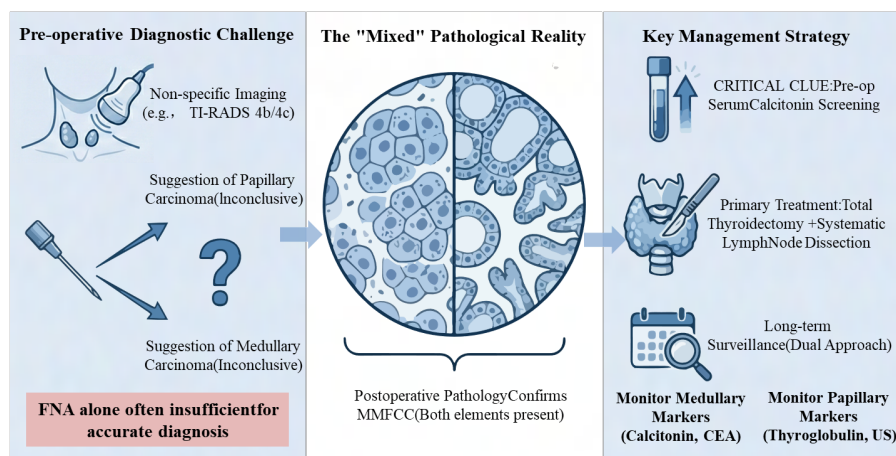 Pre-operative Diagnostic Challenge
Non-specific Imaging
(e.g., TI-RADS 4b/4c)
Suggestion of Papillary
Carcinoma(Inconclusive)
?
Suggestion of Medullary
Carcinoma(Inconclusive)
FNA alone often insufficientfor
accurate diagnosis
The "Mixed" Pathological Reality
Postoperative PathologyConfirms
MMFCC(Both elements present)
Key Management Strategy
CRITICAL CLUE:Pre-op
SerumCalcitonin Screening
Primary Treatment:Total
Thyroidectomy +Systematic
LymphNode Dissection
Long-term
Surveillance(Dual Approach)
Monitor Medullary
Markers
(Calcitonin, CEA)
Monitor Papillary
Markers
(Thyroglobulin, US)